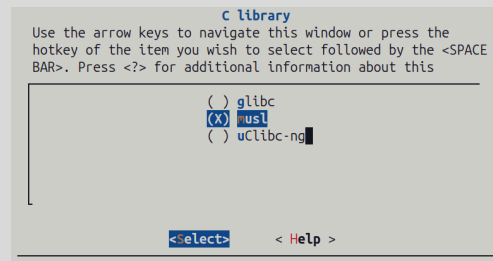 C library
Use the arrow keys to navigate this window or press the
hotkey of the item you wish to select followed by the <SPACE
BAR>. Press <?> for additional information about this
( ) glibc
(X) musl
( ) uClibc-ng
<Select> < Help >